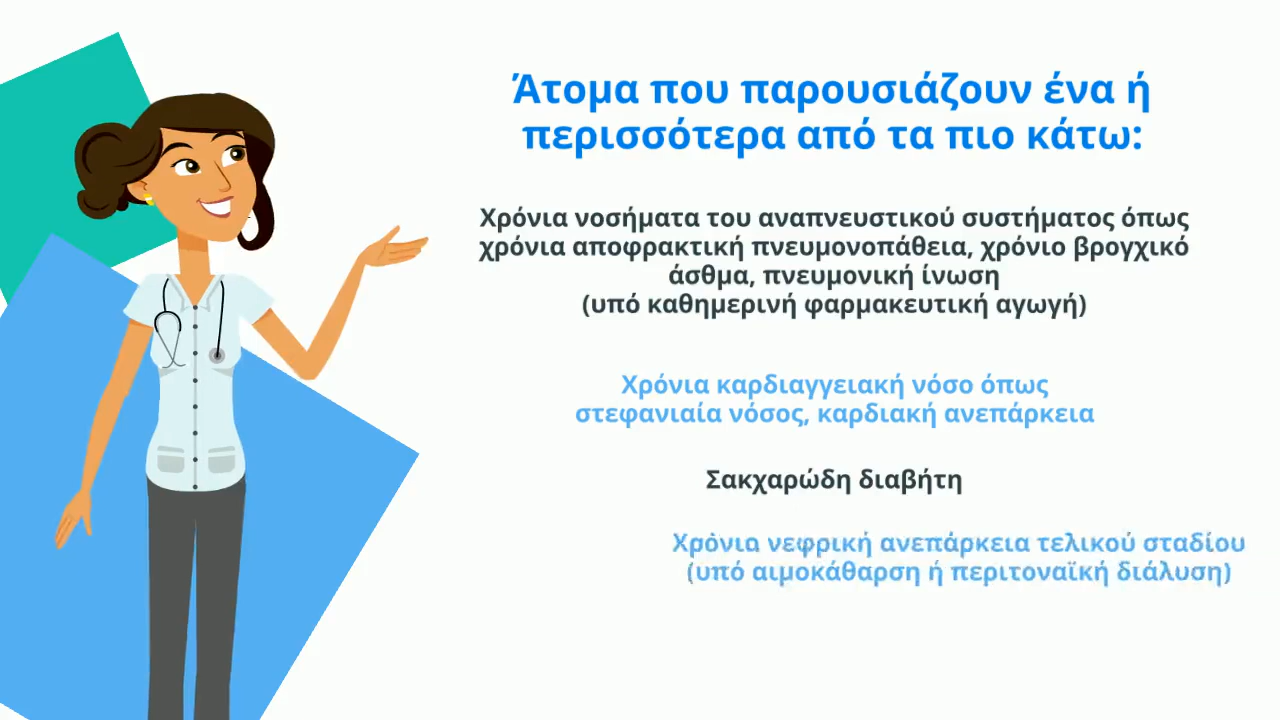 Άτομα που παρουσιάζουν ένα ή
περισσότερα από τα πιο κάτω:
Χρόνια νοσήματα του αναπνευστικού συστήματος όπως
χρόνια αποφρακτική πνευμονοπάθεια, χρόνιο βρογχικό
άσθμα, πνευμονική ίνωση
(υπό καθημερινή φαρμακευτική αγωγή)
Χρόνια καρδιαγγειακή νόσο όπως
στεφανιαία νόσος, καρδιακή ανεπάρκεια
Σακχαρώδη διαβήτη
Χρόνια νεφρική ανεπάρκεια τελικού σταδίου
(υπό αιμοκάθαρση ή περιτοναϊκή διάλυση)